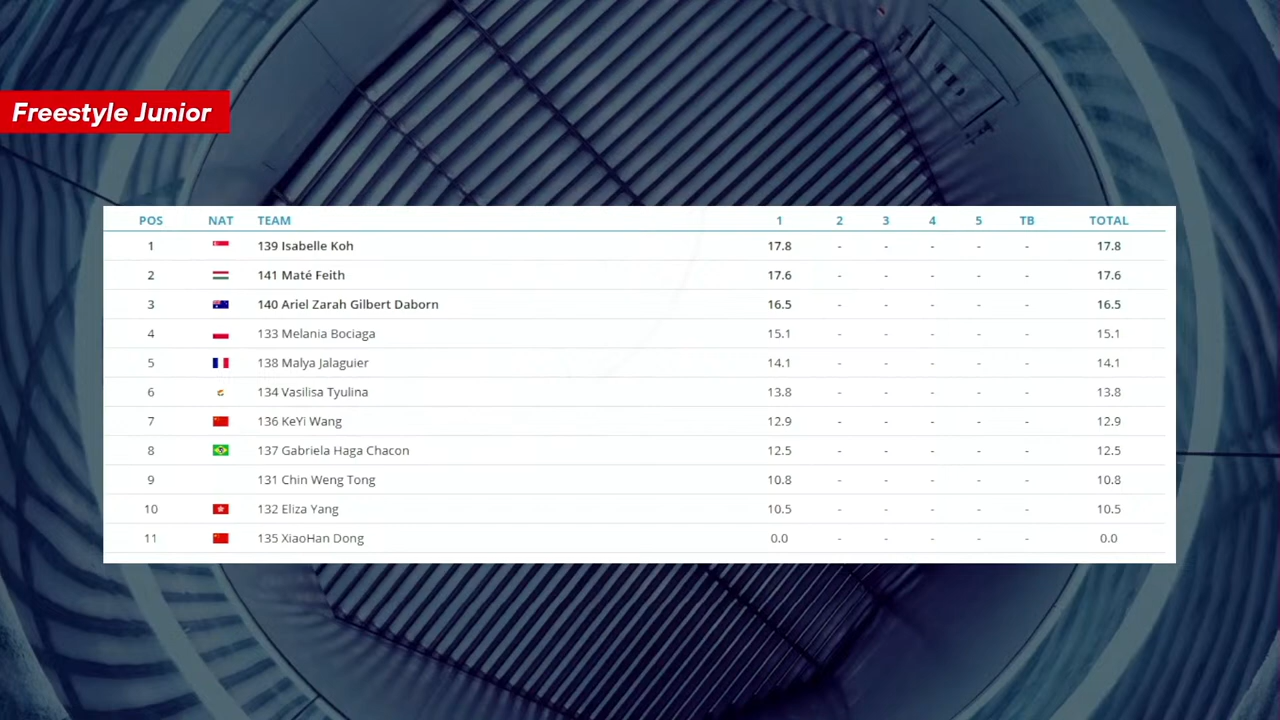 Freestyle Junior
POS NAT TEAM 1 2 3 4 5 TB TOTAL
1 139 Isabelle Koh 17.8 - - - - - 17.8
2 141 Maté Feith 17.6 - - - - - 17.6
3 140 Ariel Zarah Gilbert Daborn 16.5 - - - - - 16.5
4 133 Melania Bociaga 15.1 - - - - - 15.1
5 138 Malya Jalaguier 14.1 - - - - - 14.1
6 134 Vasilisa Tyulina 13.8 - - - - - 13.8
7 136 KeYi Wang 12.9 - - - - - 12.9
8 137 Gabriela Haga Chacon 12.5 - - - - - 12.5
9 131 Chin Weng Tong 10.8 - - - - - 10.8
10 132 Eliza Yang 10.5 - - - - - 10.5
11 135 XiaoHan Dong 0.0 - - - - - 0.0